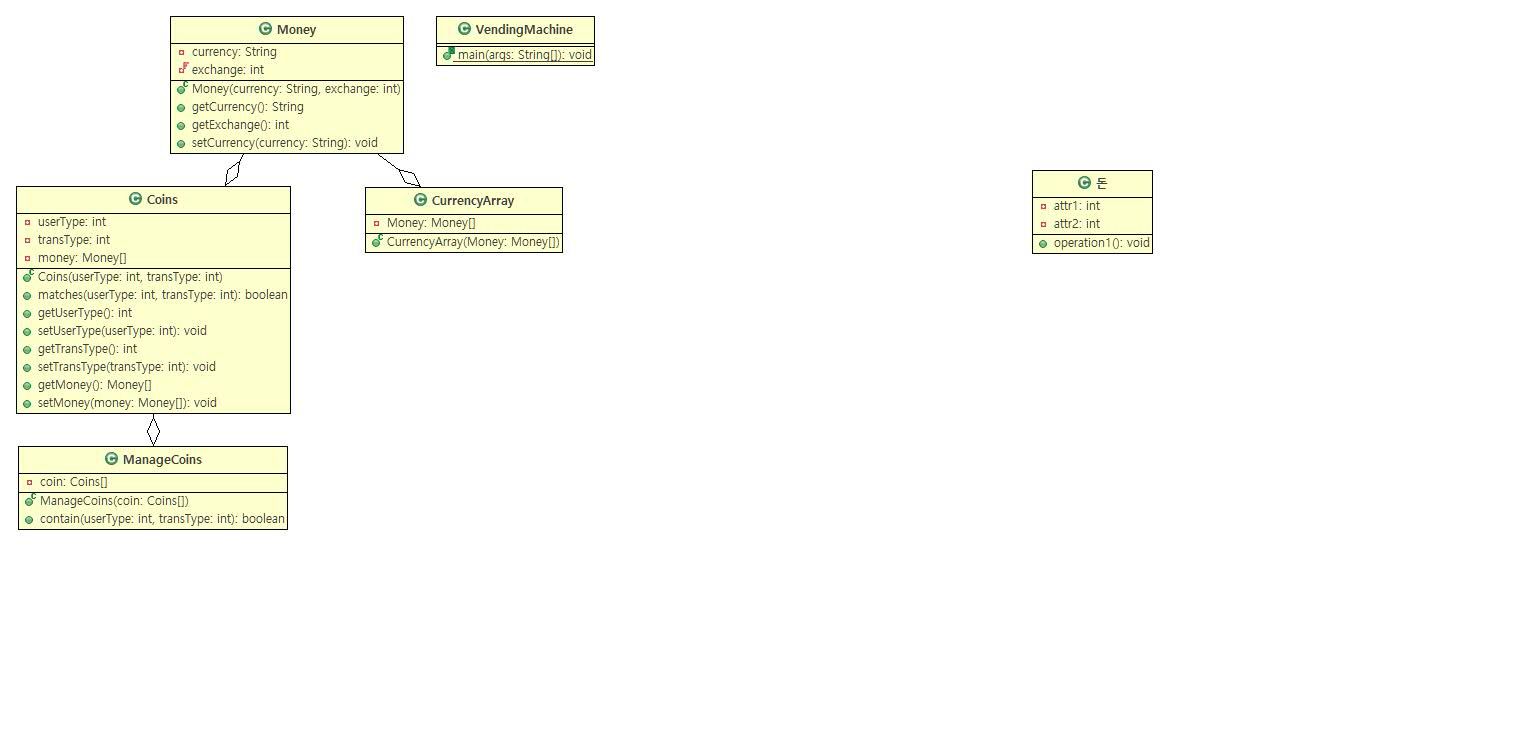 Money
currency: String
exchange: int
Money(currency: String, exchange: int)
getCurrency(): String
getExchange(): int
setCurrency(currency: String): void
VendingMachine
main(args: String[]): void
Coins
userType: int
transType: int
money: Money[]
Coins(userType: int, transType: int)
matches(userType: int, transType: int): boolean
getUserType(): int
setUserType(userType: int): void
getTransType(): int
setTransType(transType: int): void
getMoney(): Money[]
setMoney(money: Money[]): void
CurrencyArray
Money: Money[]
CurrencyArray(Money: Money[])
돈
attr1: int
attr2: int
operation1(): void
ManageCoins
coin: Coins[]
ManageCoins(coin: Coins[])
contain(userType: int, transType: int): boolean